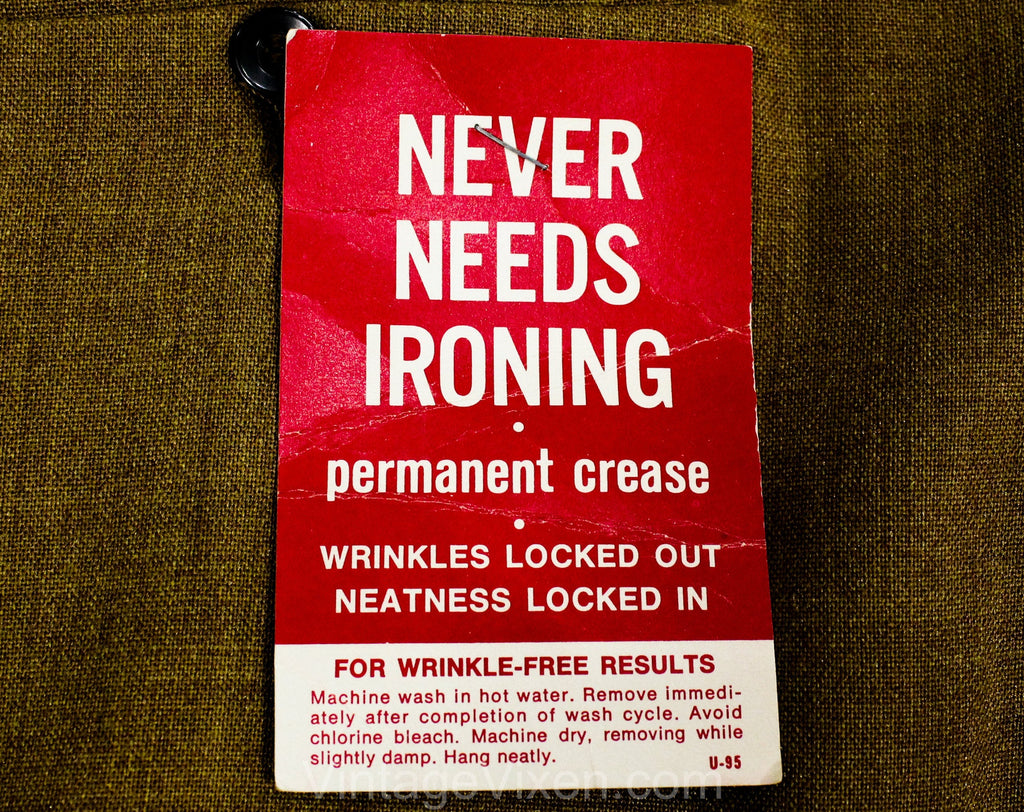 NEVER
NEEDS
IRONING
•
permanent crease
•
WRINKLES LOCKED OUT
NEATNESS LOCKED IN
FOR WRINKLE-FREE RESULTS
Machine wash in hot water. Remove immedi-
ately after completion of wash cycle. Avoid
chlorine bleach. Machine dry, removing while
slightly damp. Hang neatly.
U-95
VintageVixen.com